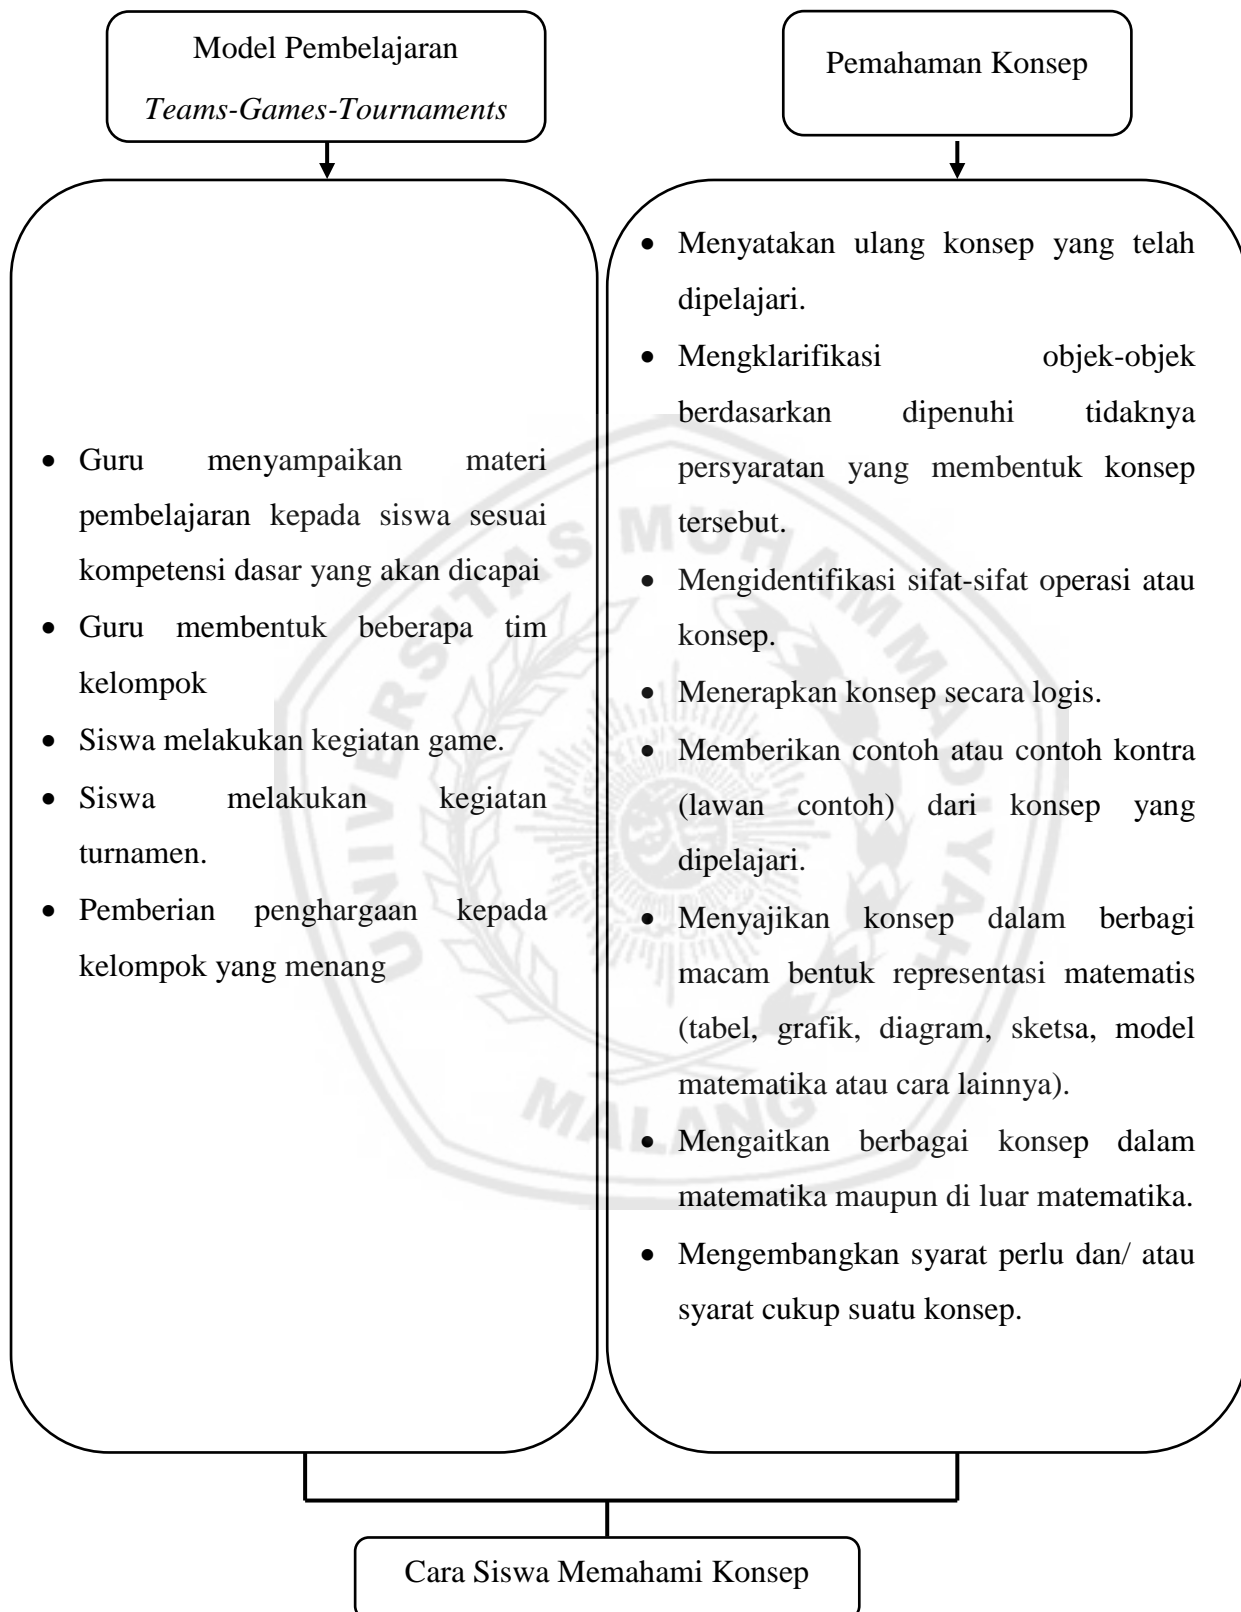 Model Pembelajaran
Teams-Games-Tournaments
Pemahaman Konsep
• Guru menyampaikan materi
pembelajaran kepada siswa sesuai
kompetensi dasar yang akan dicapai
• Guru membentuk beberapa tim
kelompok
• Siswa melakukan kegiatan game.
• Siswa melakukan kegiatan
turnamen.
• Pemberian penghargaan kepada
kelompok yang menang
• Menyatakan ulang konsep yang telah
dipelajari.
• Mengklarifikasi objek-objek
berdasarkan dipenuhi tidaknya
persyaratan yang membentuk konsep
tersebut.
• Mengidentifikasi sifat-sifat operasi atau
konsep.
• Menerapkan konsep secara logis.
• Memberikan contoh atau contoh kontra
(lawan contoh) dari konsep yang
dipelajari.
• Menyajikan konsep dalam berbagi
macam bentuk representasi matematis
(tabel, grafik, diagram, sketsa, model
matematika atau cara lainnya).
• Mengaitkan berbagai konsep dalam
matematika maupun di luar matematika.
• Mengembangkan syarat perlu dan/ atau
syarat cukup suatu konsep.
Cara Siswa Memahami Konsep
UNIVERSITAS MUHAMMADIYAH
MALANG